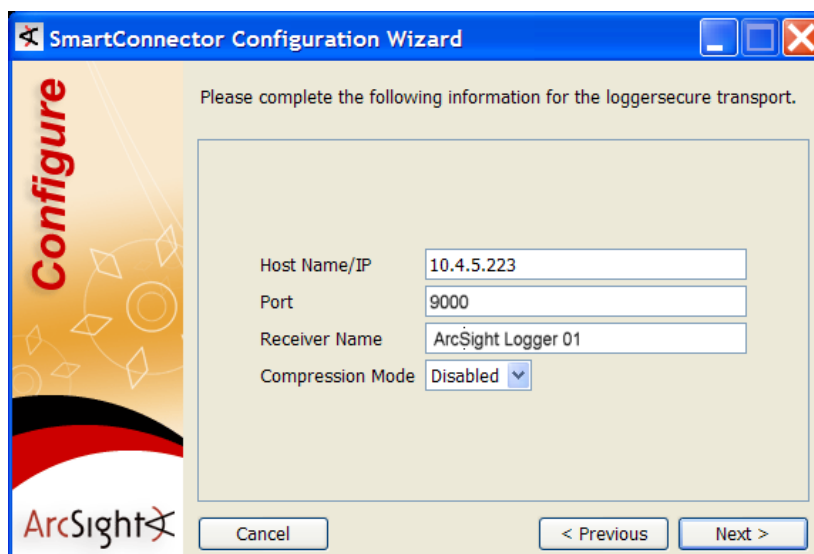 SmartConnector Configuration Wizard
Configure
Please complete the following information for the loggersecure transport.
Host Name/IP 10.4.5.223
Port 9000
Receiver Name ArcSight Logger 01
Compression Mode Disabled
ArcSight
Cancel < Previous Next >